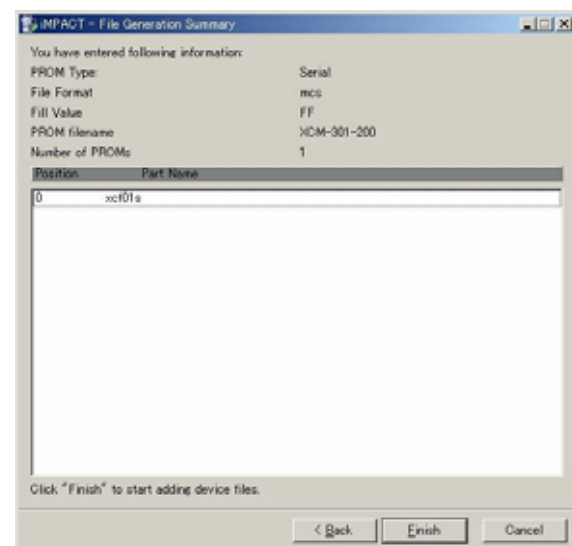 iMPACT - File Generation Summary
You have entered following information:
PROM Type: Serial
File Format mcs
Fill Value FF
PROM filename XCM-301-200
Number of PROMs 1
Position Part Name
0 xcf01s
Click "Finish" to start adding device files.
< Back Finish Cancel